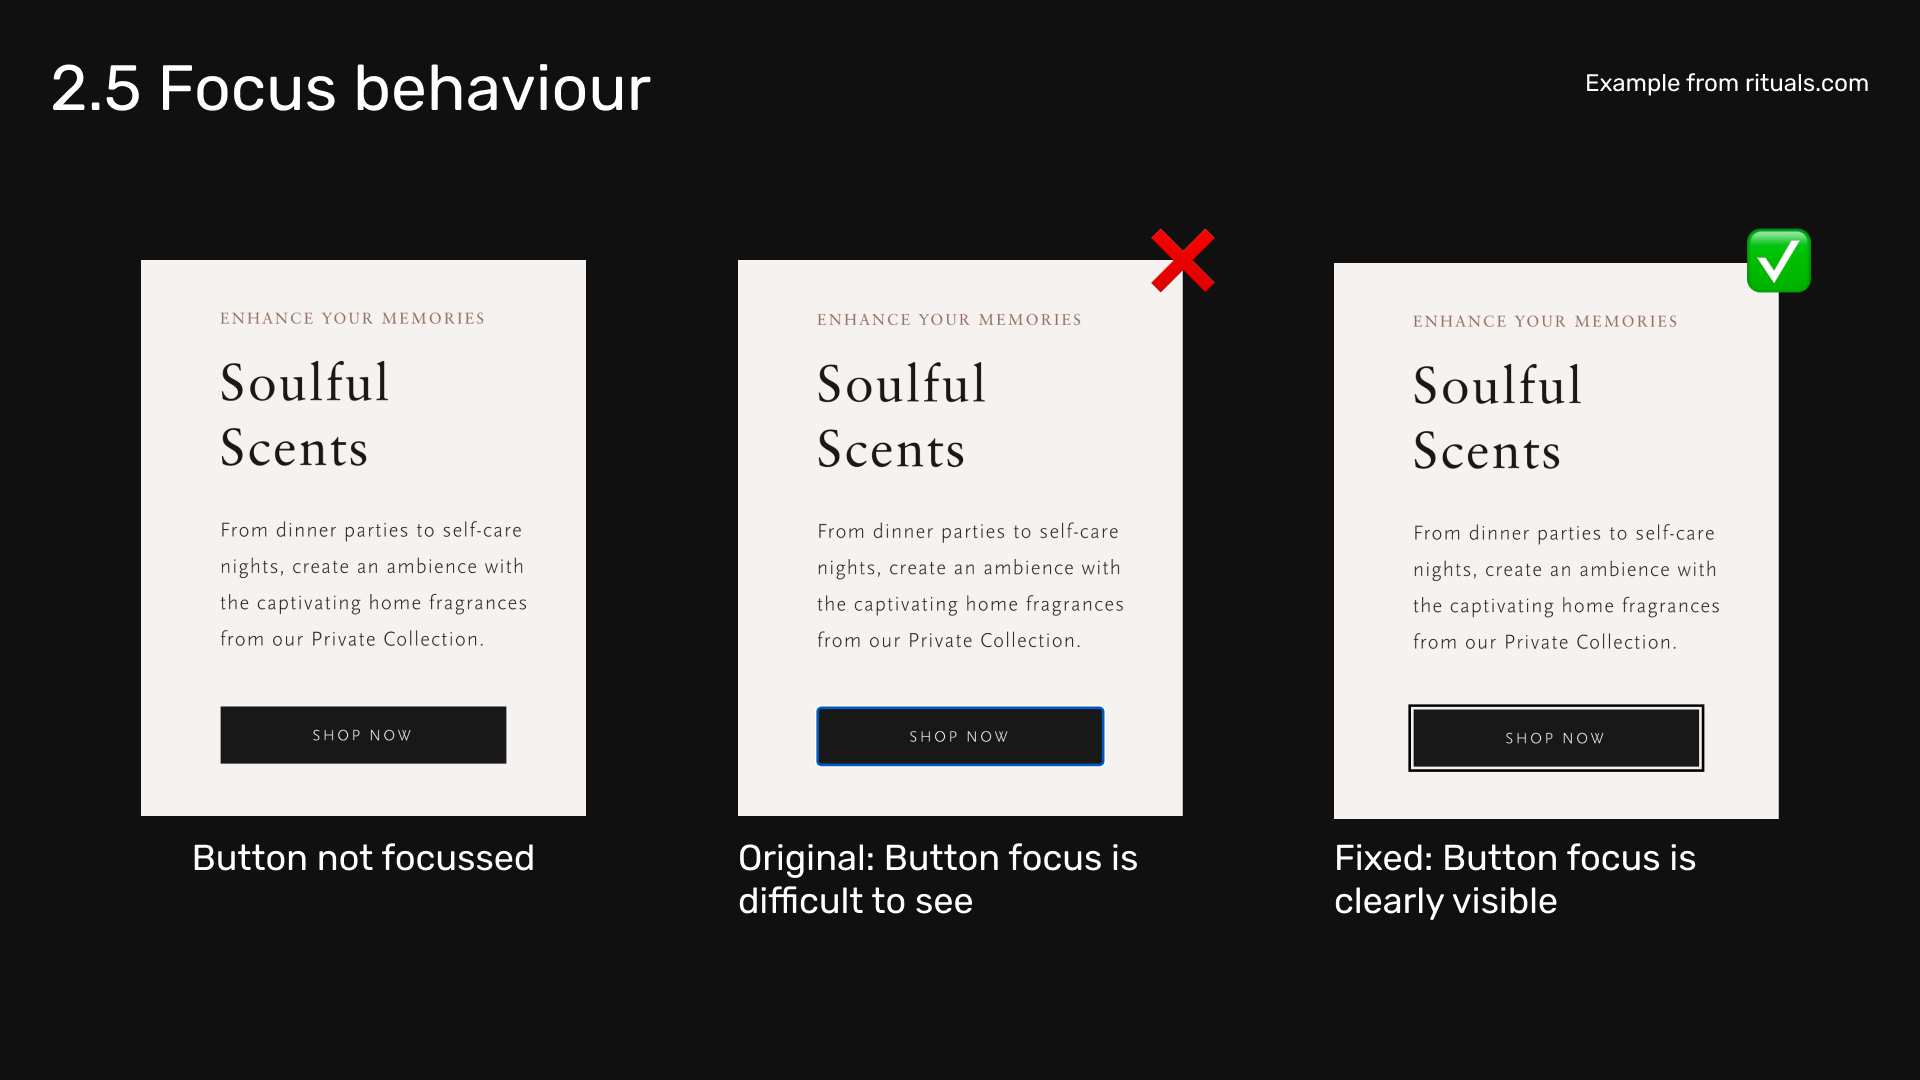 2.5 Focus behaviour
Example from rituals.com
ENHANCE YOUR MEMORIES
Soulful
Scents
From dinner parties to self-care
nights, create an ambience with
the captivating home fragrances
from our Private Collection.
SHOP NOW
Button not focussed
ENHANCE YOUR MEMORIES
Soulful
Scents
From dinner parties to self-care
nights, create an ambience with
the captivating home fragrances
from our Private Collection.
SHOP NOW
Original: Button focus is
difficult to see
ENHANCE YOUR MEMORIES
Soulful
Scents
From dinner parties to self-care
nights, create an ambience with
the captivating home fragrances
from our Private Collection.
SHOP NOW
Fixed: Button focus is
clearly visible